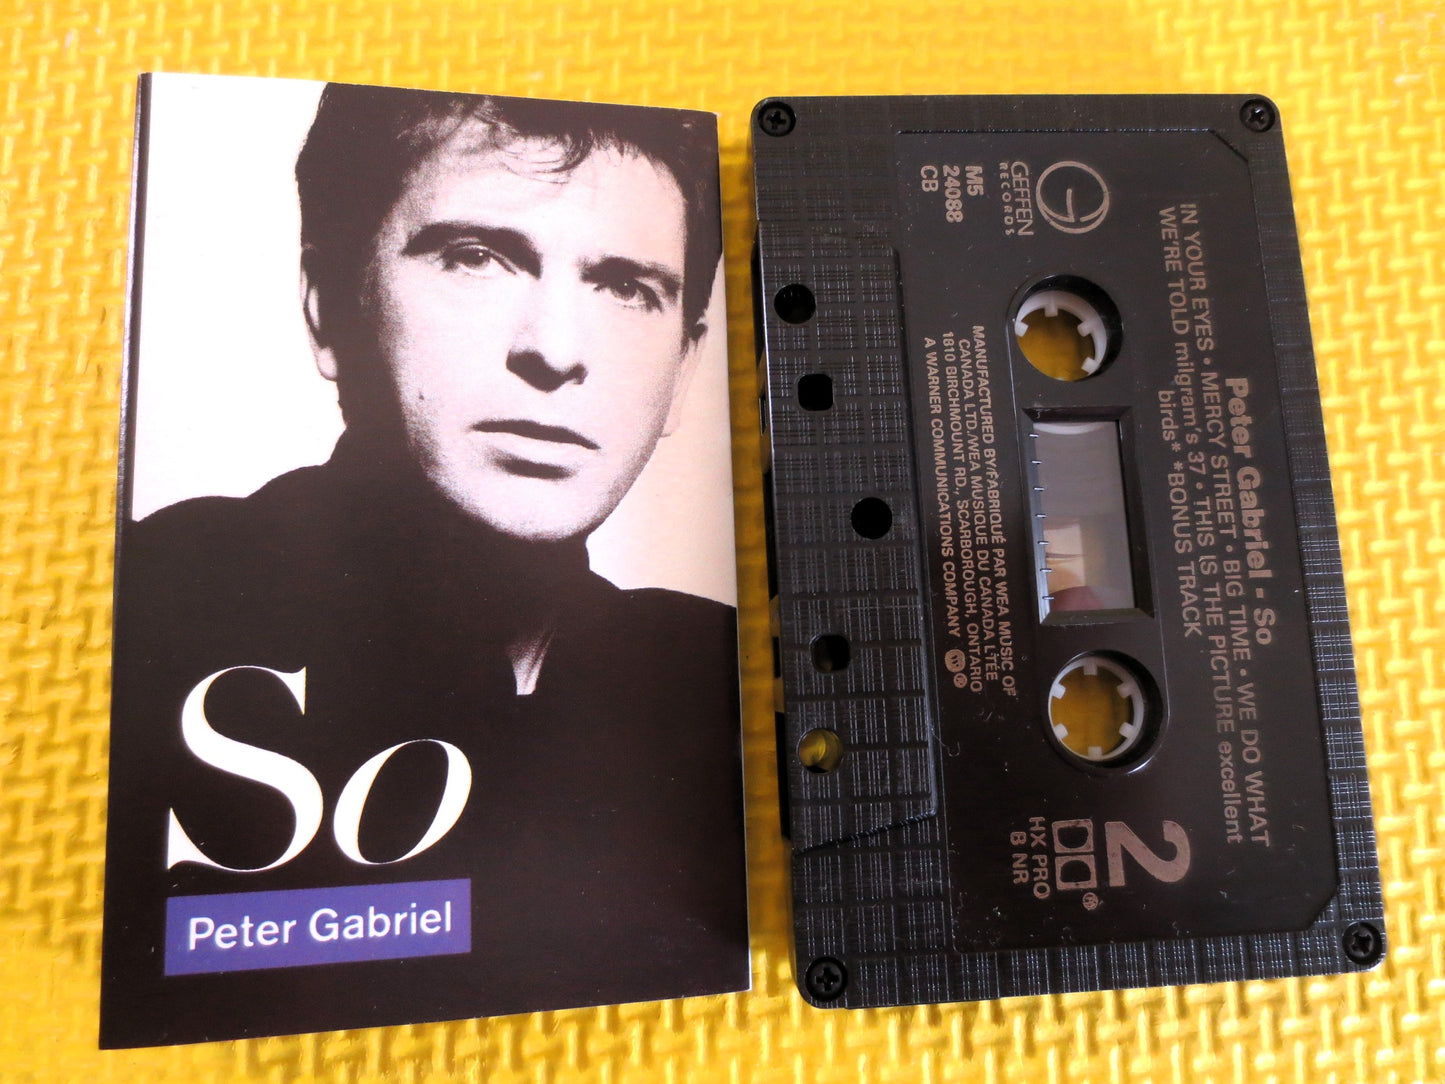 So
Peter Gabriel
GEFFEN
RECORDS
M5
24088
CB
Peter Gabriel - So
IN YOUR EYES • MERCY STREET • BIG TIME • WE DO WHAT
WE'RE TOLD milgram's 37 • THIS IS THE PICTURE excellent
birds* *BONUS TRACK
MANUFACTURED BY/FABRIQUÉ PAR WEA MUSIC OF
CANADA LTD./WEA MUSIQUE DU CANADA LTÉE
1810 BIRCHMOUNT RD., SCARBOROUGH, ONTARIO
A WARNER COMMUNICATIONS COMPANY
2
HX PRO
B NR